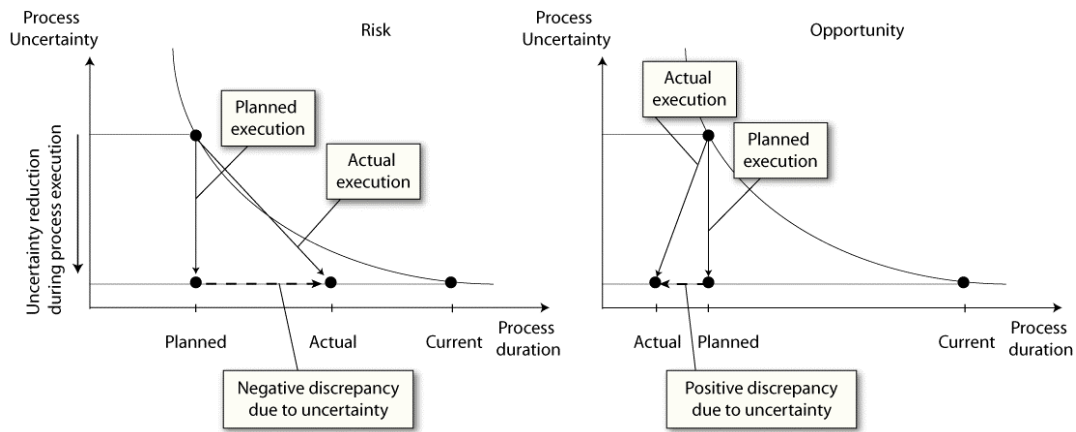 Process
Uncertainty
Risk
Planned
execution
Actual
execution
Uncertainty reduction
during process execution
Planned
Actual
Current
Process
duration
Negative discrepancy
due to uncertainty
Process
Uncertainty
Opportunity
Actual
execution
Planned
execution
Actual
Planned
Current
Process
duration
Positive discrepancy
due to uncertainty